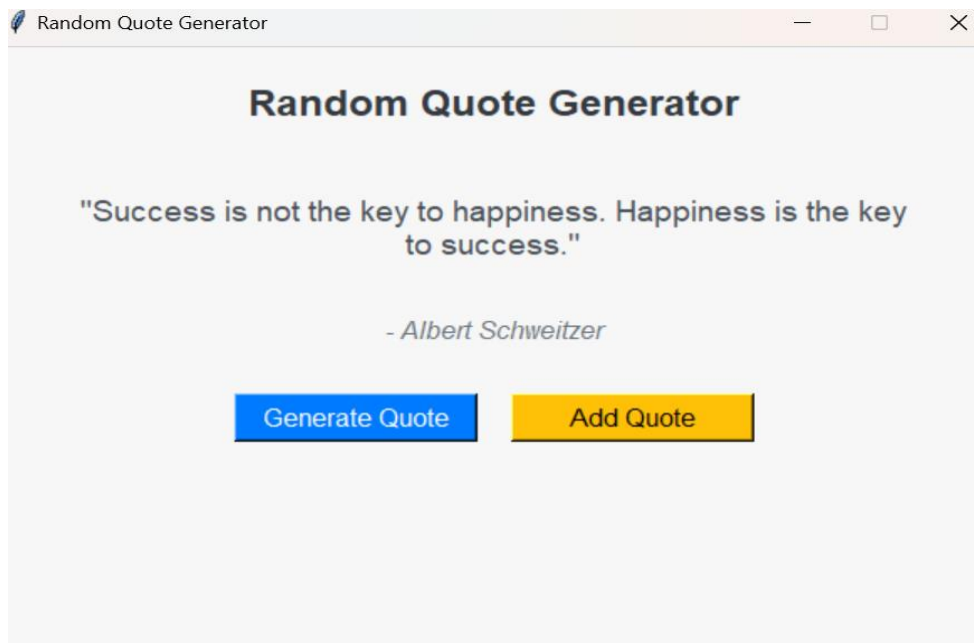 Random Quote Generator
Random Quote Generator
"Success is not the key to happiness. Happiness is the key
to success."
- Albert Schweitzer
Generate Quote
Add Quote